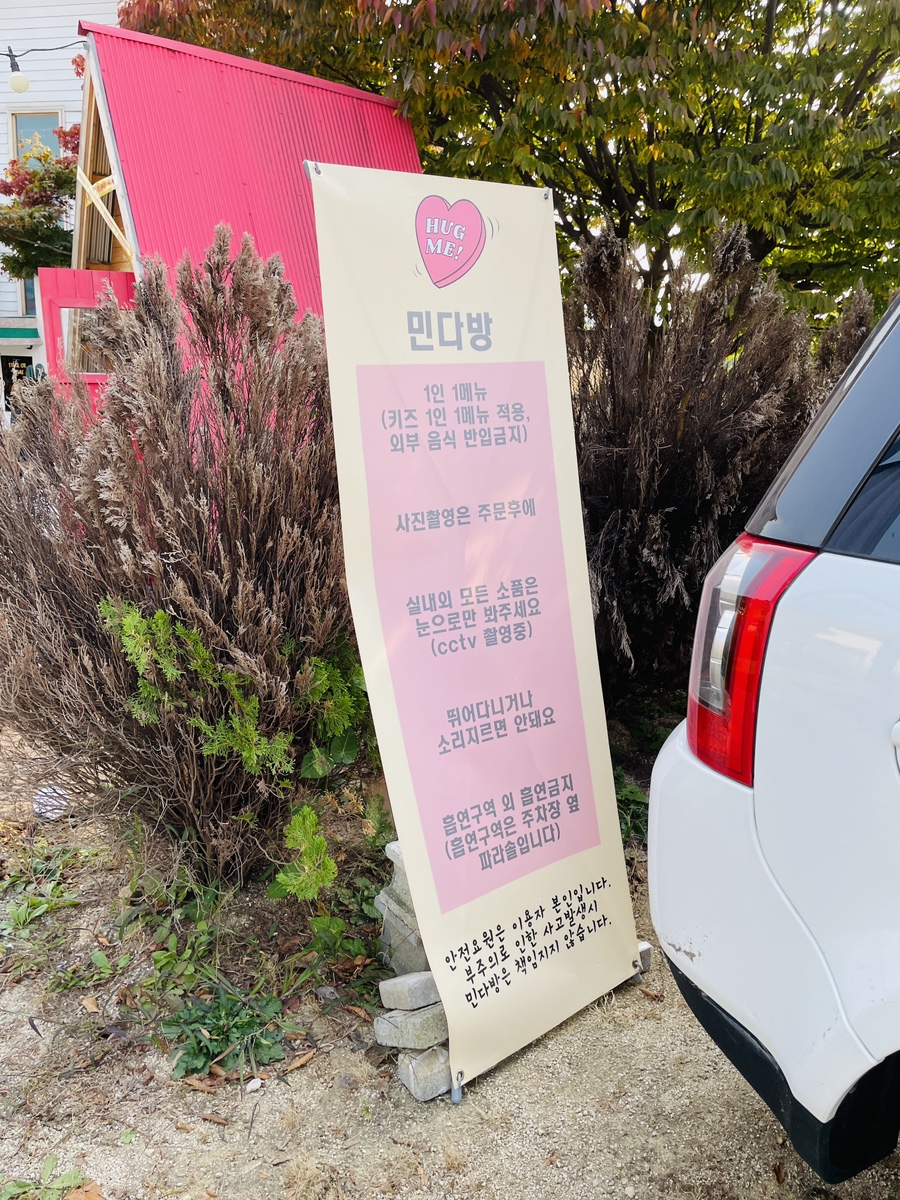 HUG
ME!
민다방
1인 1메뉴
(키즈 1인 1메뉴 적용,
외부 음식 반입금지)
사진촬영은 주문후에
실내외 모든 소품은
눈으로만 봐주세요
(cctv 촬영중)
뛰어다니거나
소리지르면 안돼요
흡연구역 외 흡연금지
(흡연구역은 주차장 옆
파라솔입니다)
안전요원은 이용자 본인입니다.
부주의로 인한 사고발생시
민다방은 책임지지 않습니다.